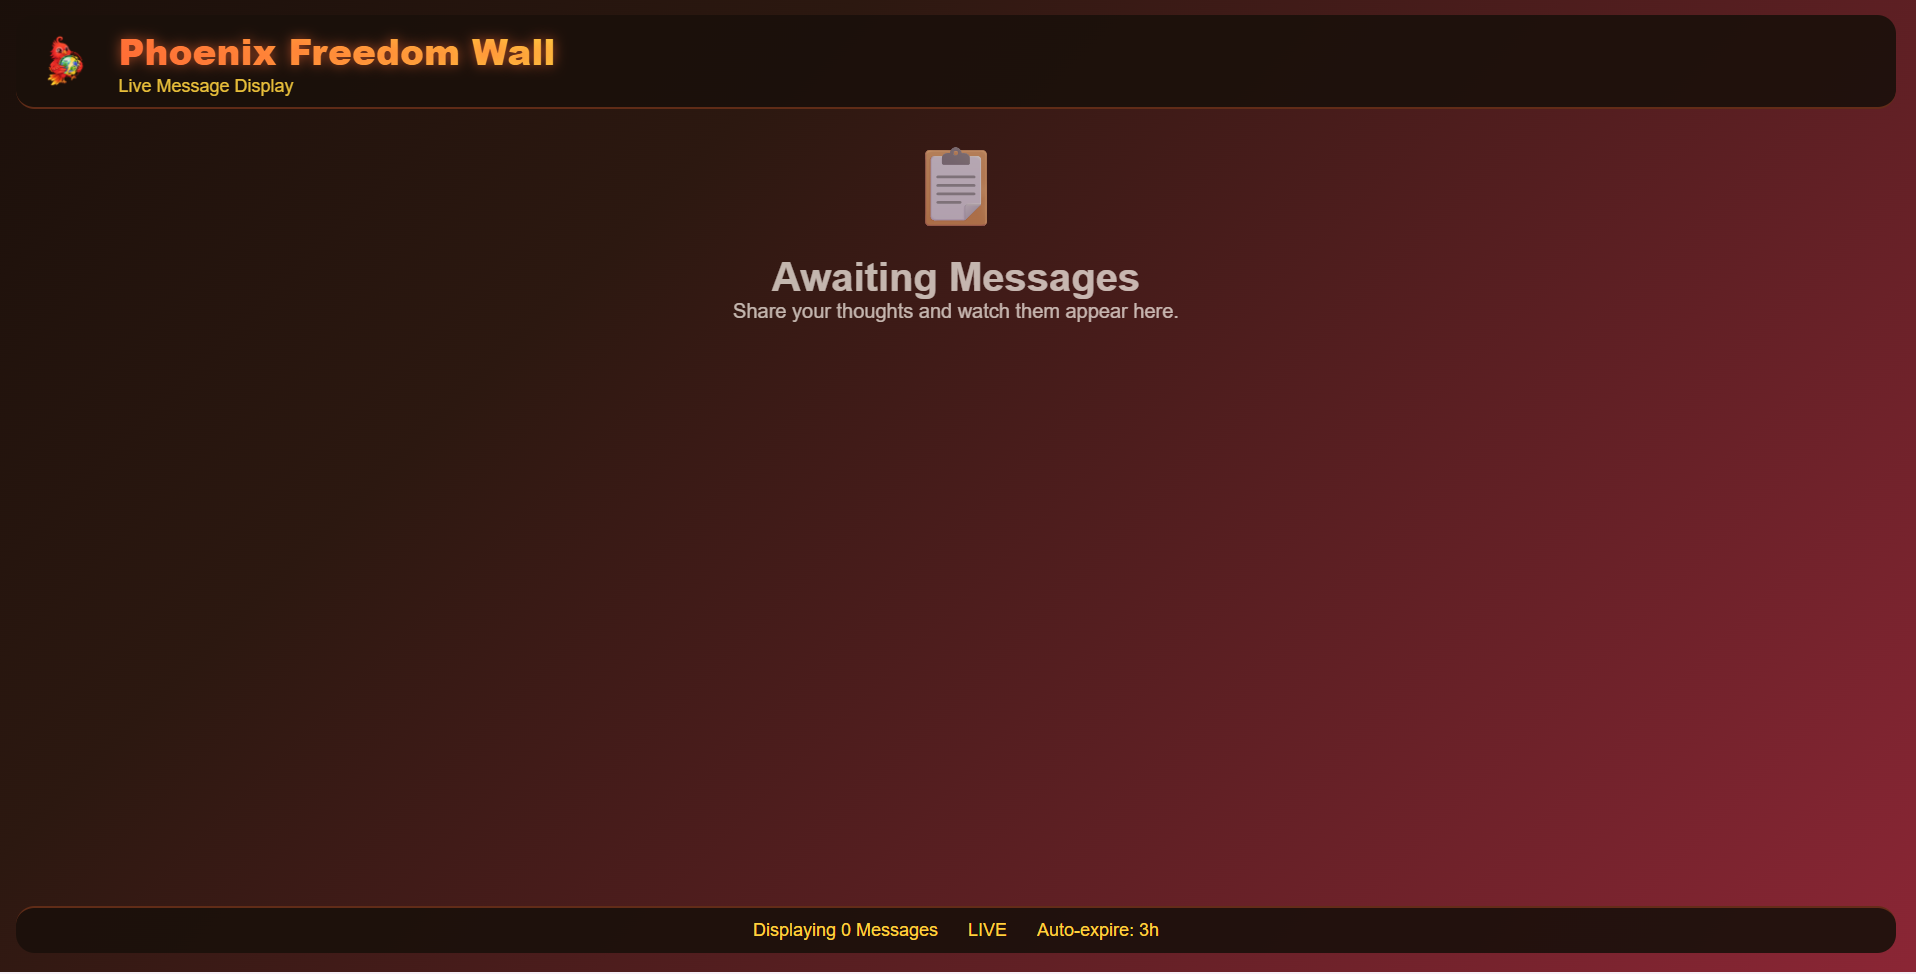 Phoenix Freedom Wall
Live Message Display
Awaiting Messages
Share your thoughts and watch them appear here.
Displaying 0 Messages LIVE Auto-expire: 3h